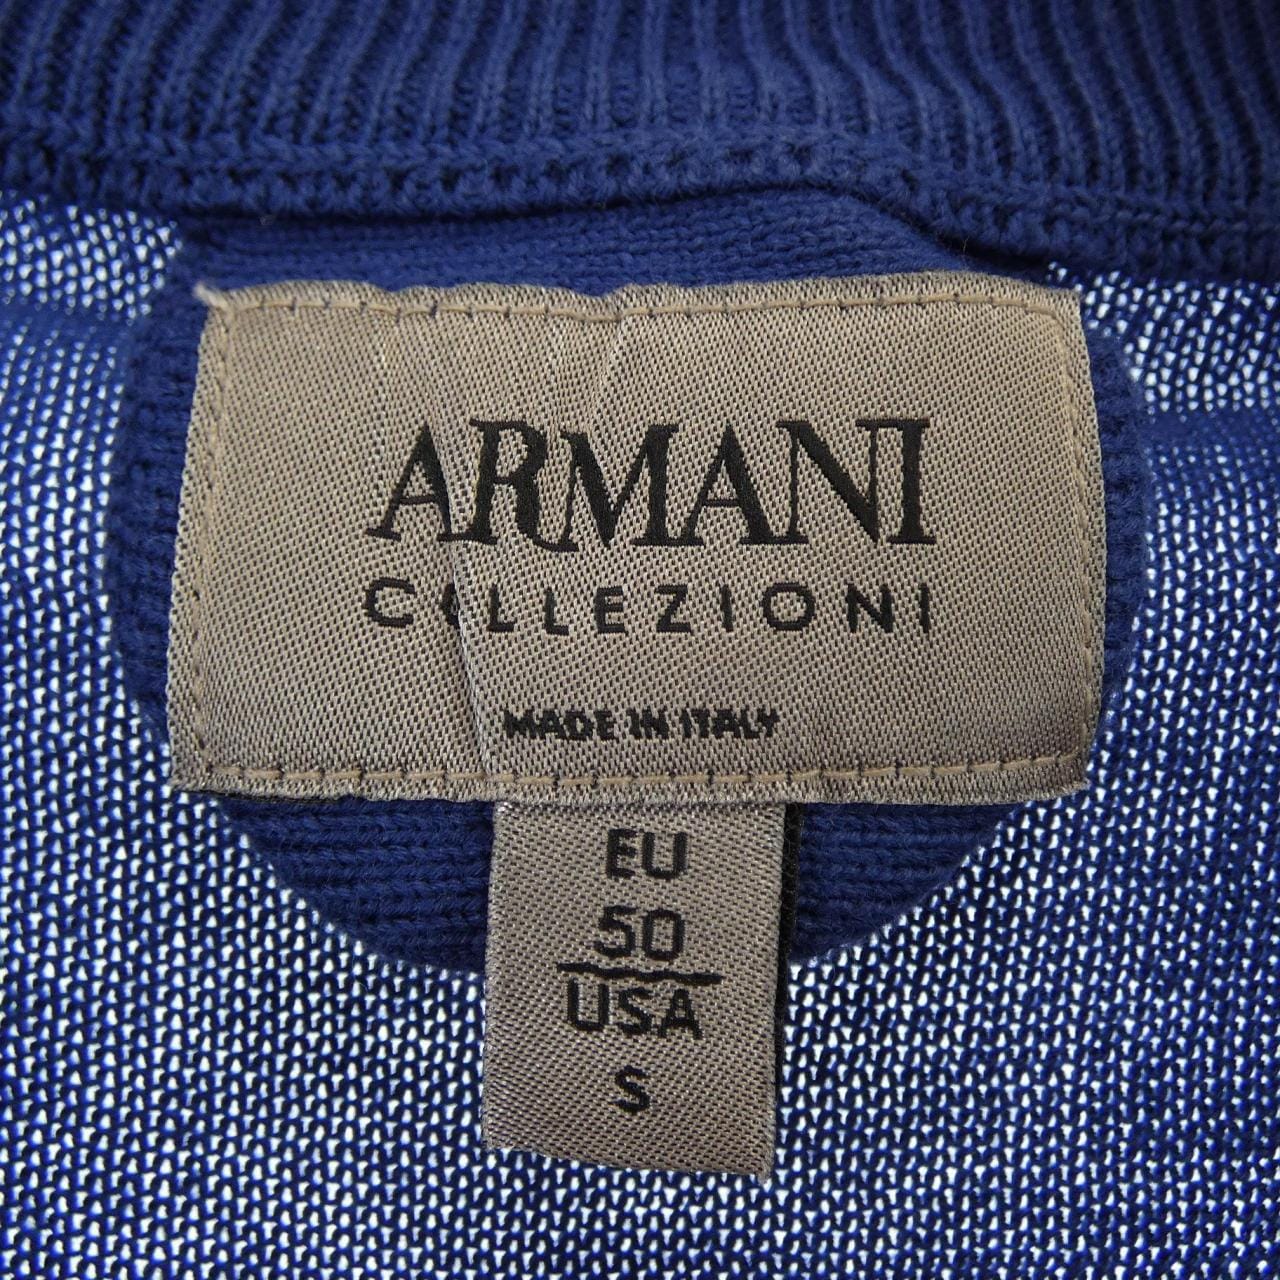 ARMANI
COLLEZIONI
MADE IN ITALY
EU
50
USA
S